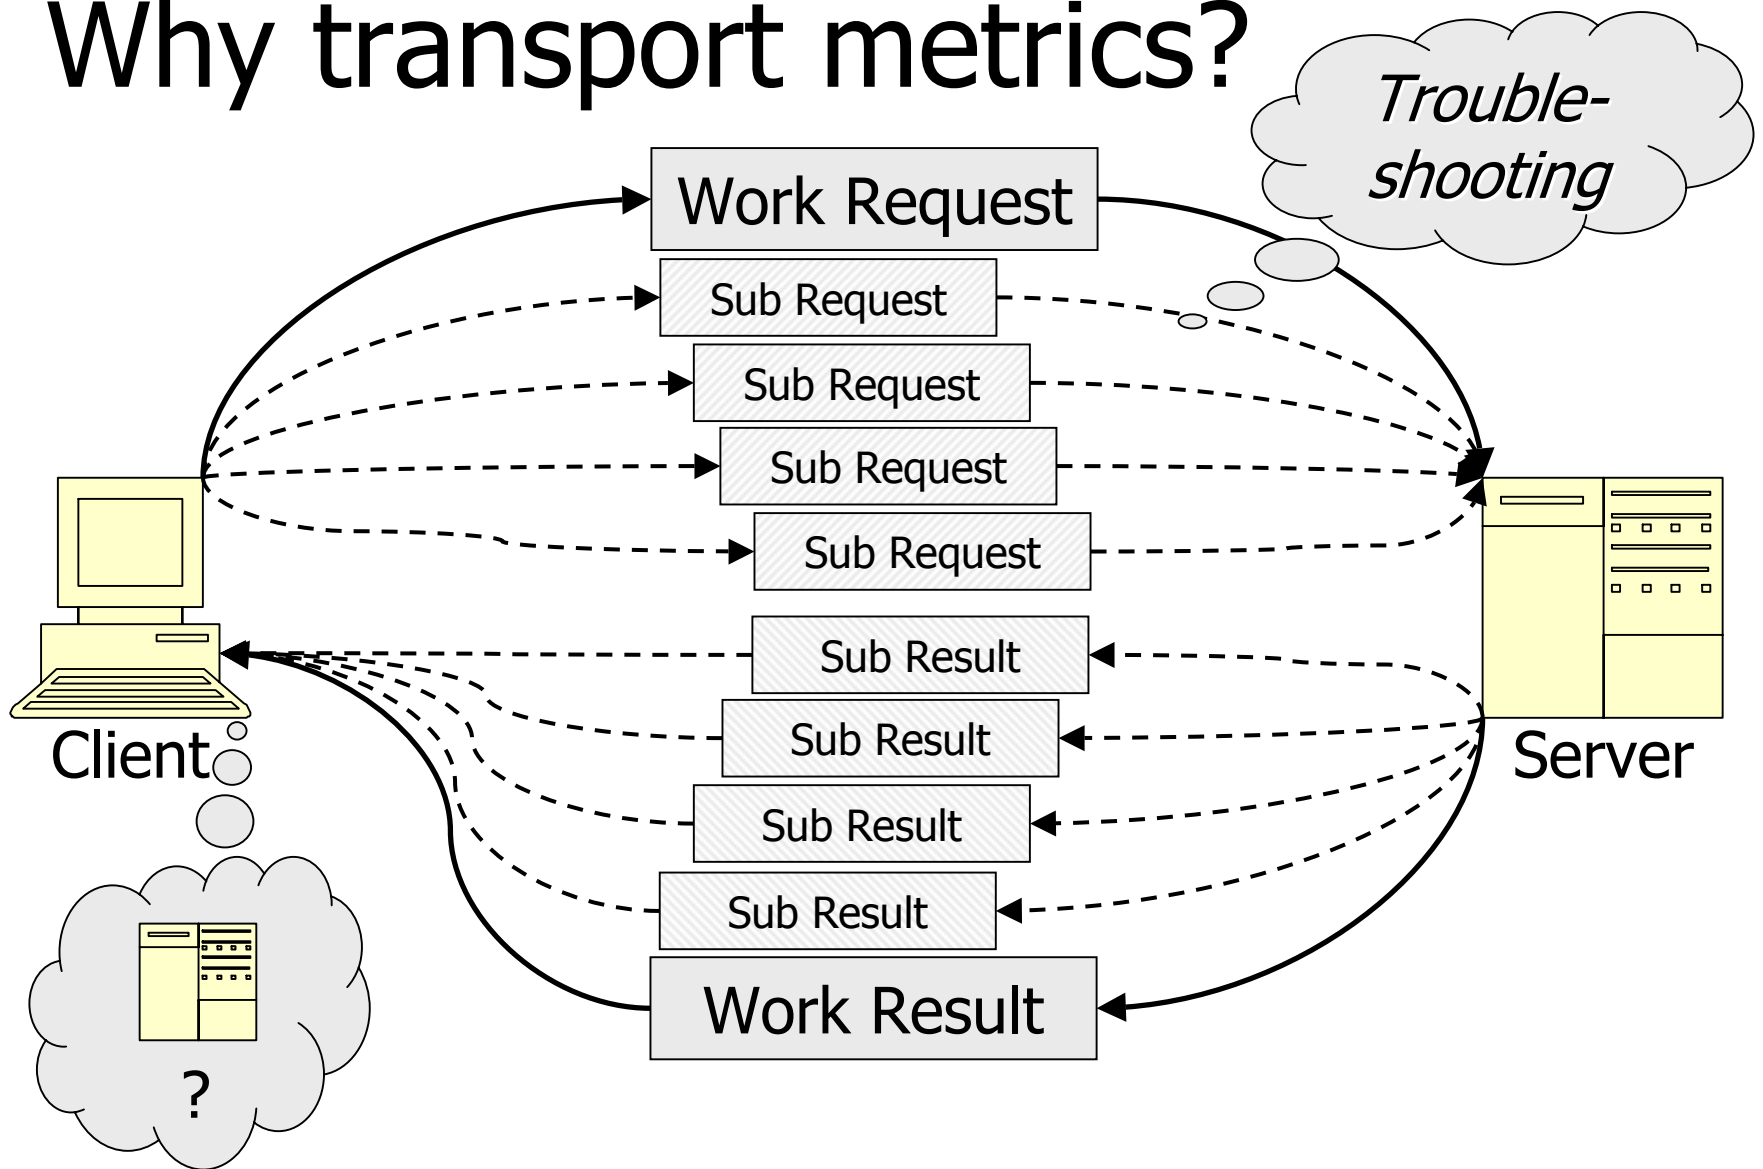 Why transport metrics?
Trouble-
shooting
Work Request
Sub Request
Sub Request
Sub Request
Sub Request
Sub Result
Sub Result
Sub Result
Sub Result
Work Result
Client
Server
?